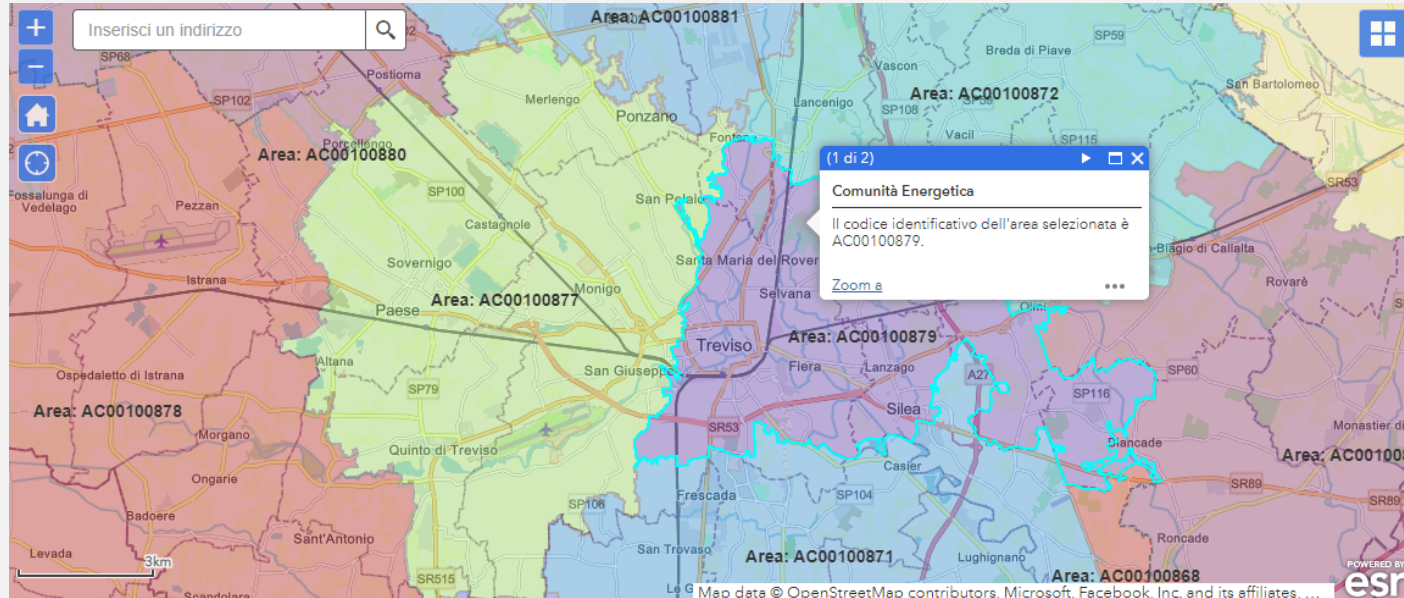 +
Inserisci un indirizzo
Area: AC00100881
SP68
SP59
Breda di Piave
Vascon
Postioma
San Bartolomeo
SP102
Merlengo
Lancenigo
SP108
Area: AC00100872
Ponzano
Vacil
SP115
Porcellengo
Area: AC00100880
(1 di 2)
Comunità Energetica
Il codice identificativo dell'area selezionata è
AC00100879.
Zoom a
SR53
Fossalunga di
Vedelago
Pezzan
SP100
San Pelaio
Castagnole
-Biagio di Callalta
Santa Maria del Rover
Sovernigo
Istrana
Monigo
Selvana
Rovarè
Area: AC00100877
Paese
Olmi
Treviso
Area: AC00100879
Altana
San Giuseppe
Fiera
Lanzago
A27
SP60
Ospedaletto di Istrana
SP79
SP116
Area: AC00100878
Silea
SR53
Monastier di
Morgano
Quinto di Treviso
Biancade
Casier
Area: AC001008
Ongarie
SR89
SR89
Frescada
SP104
SP106
Badoere
Sant'Antonio
Roncade
Levada
San Trovaso
Area: AC00100871
Lughignano
3km
SR515
Area: AC00100868
POWERED BY
esri
Scandolara
Map data © OpenStreetMap contributors, Microsoft, Facebook, Inc. and its affiliates, ...